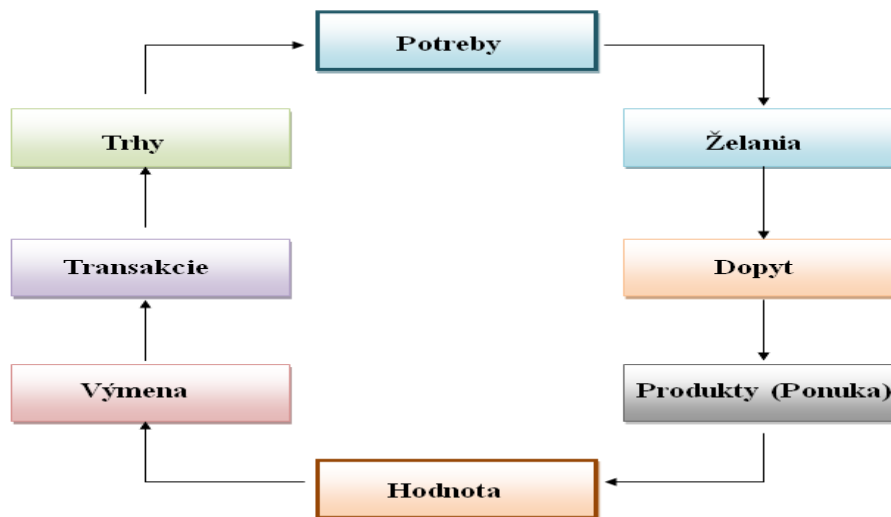 Potreby
Trhy
Želania
Transakcie
Dopyt
Výmena
Produkty (Ponuka)
Hodnota